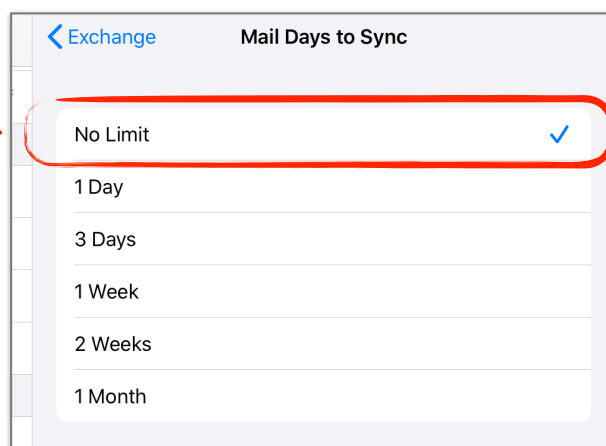 Exchange
Mail Days to Sync
No Limit
1 Day
3 Days
1 Week
2 Weeks
1 Month